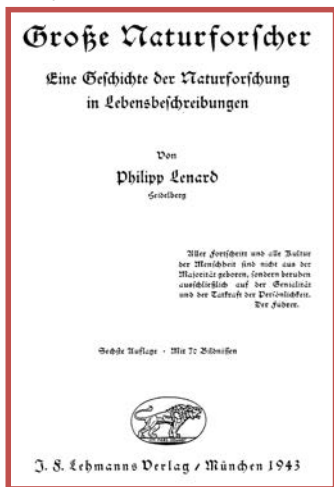 Große Naturforscher
Eine Geschichte der Naturforschung
in Lebensbeschreibungen
Von
Philipp Lenard
Heidelberg
Aller Fortschritt und alle Kultur
der Menschheit sind nicht aus der
Majorität geboren, sondern beruhen
ausschließlich auf der Genialität
und der Tatkraft der Persönlichkeit.
Der Führer.
Sechste Auflage · Mit 70 Bildnissen
J. F. Lehmanns Verlag / München 1943